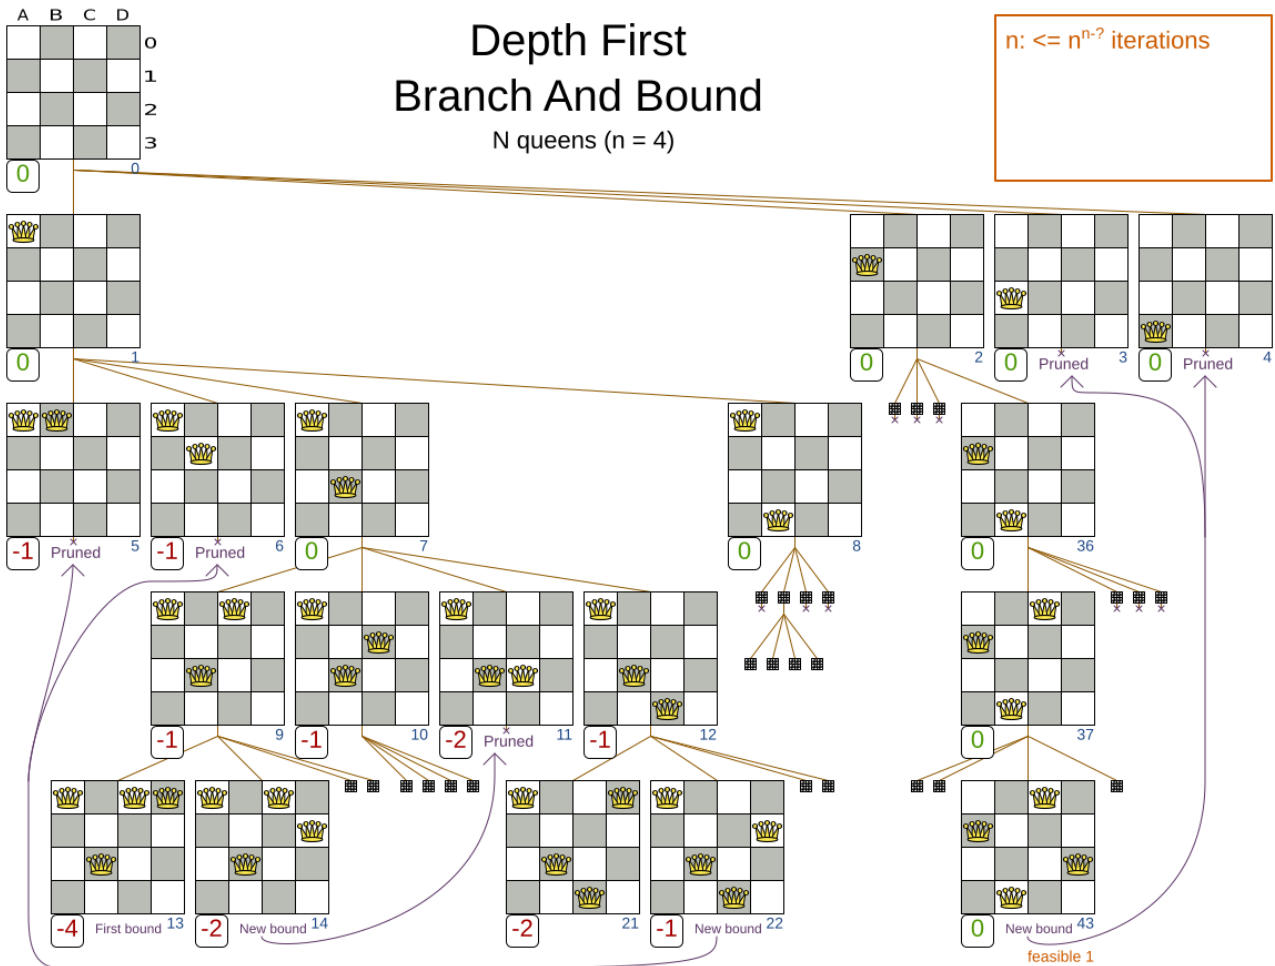 A B C D
Depth First
Branch And Bound
N queens (n = 4)
n: <= n^n-? iterations
0
1
2
3
0 0
0 1
0 2
0 Pruned 3
0 Pruned 4
-1 Pruned 5
-1 Pruned 6
0 7
0 8
0 36
-1 9
-1 10
-2 Pruned 11
-1 12
0 37
-4 First bound 13
-2 New bound 14
-2 21
-1 New bound 22
0 New bound 43
feasible 1